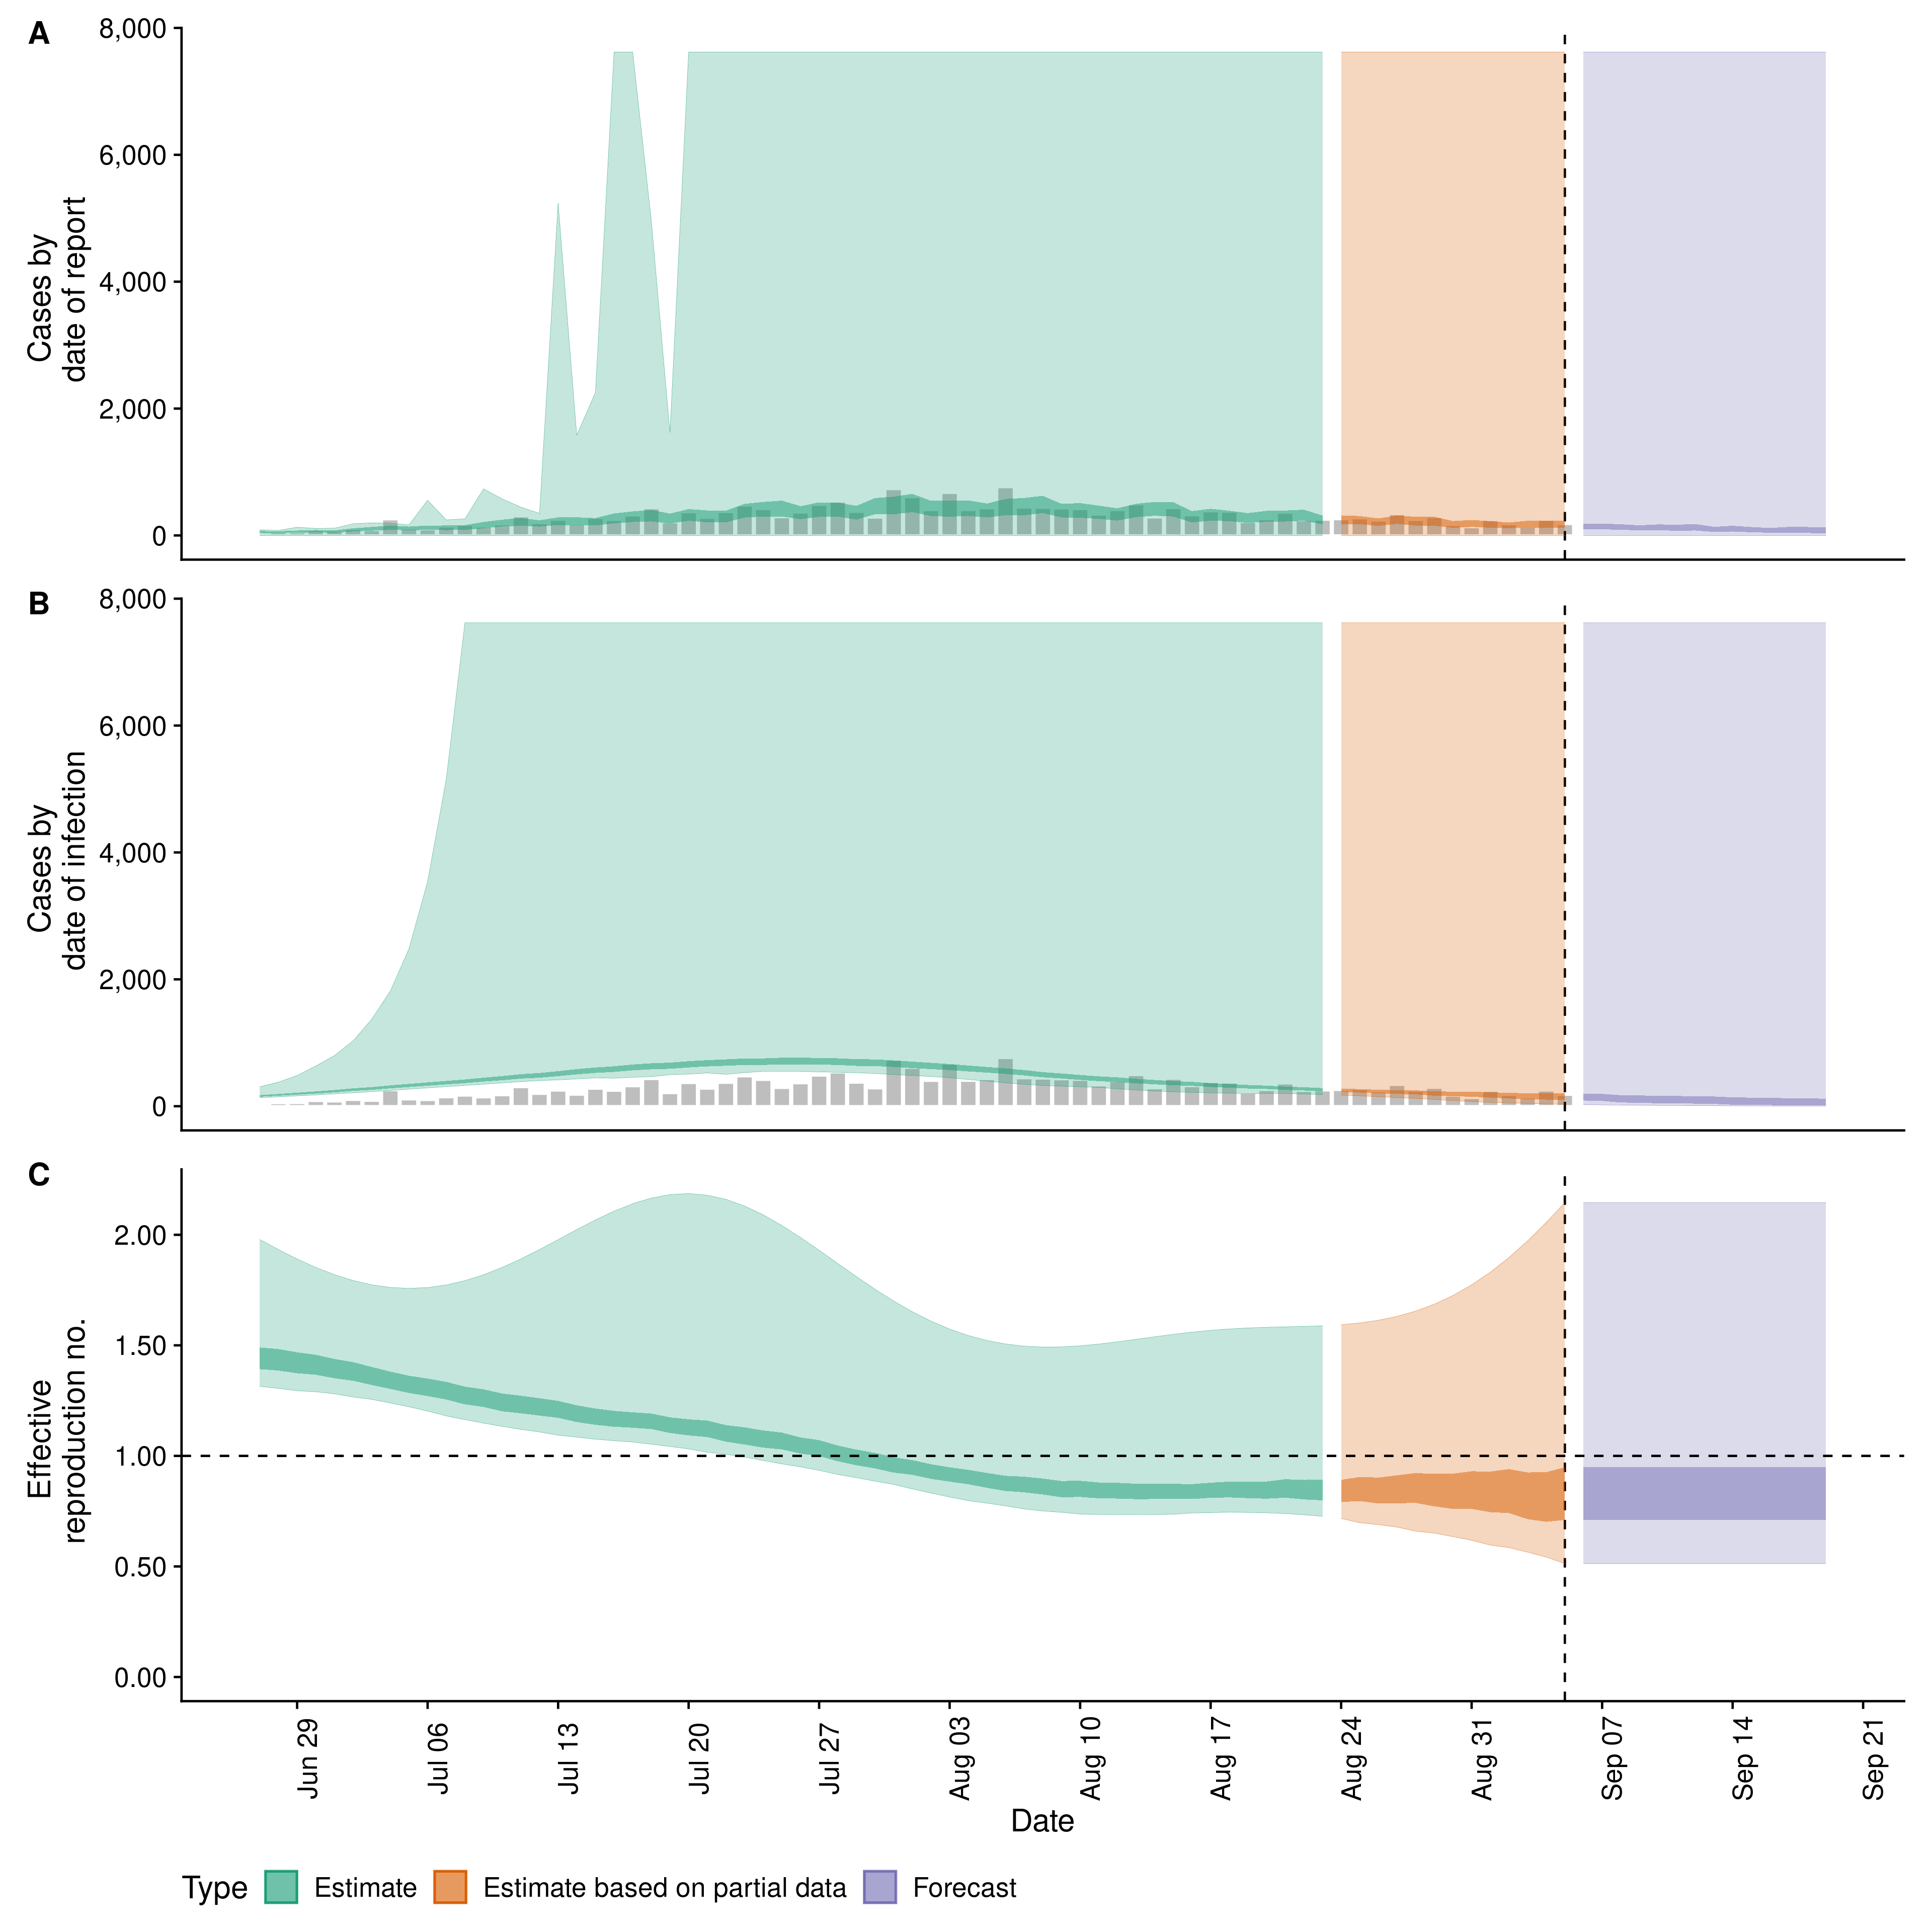 A
8,000
6,000
4,000
2,000
0
Cases by
date of report
B
8,000
6,000
4,000
2,000
0
Cases by
date of infection
C
2.00
1.50
1.00
0.50
0.00
Effective
reproduction no.
Jun 29
Jul 06
Jul 13
Jul 20
Jul 27
Aug 03
Aug 10
Aug 17
Aug 24
Aug 31
Sep 07
Sep 14
Sep 21
Date
Type Estimate Estimate based on partial data Forecast